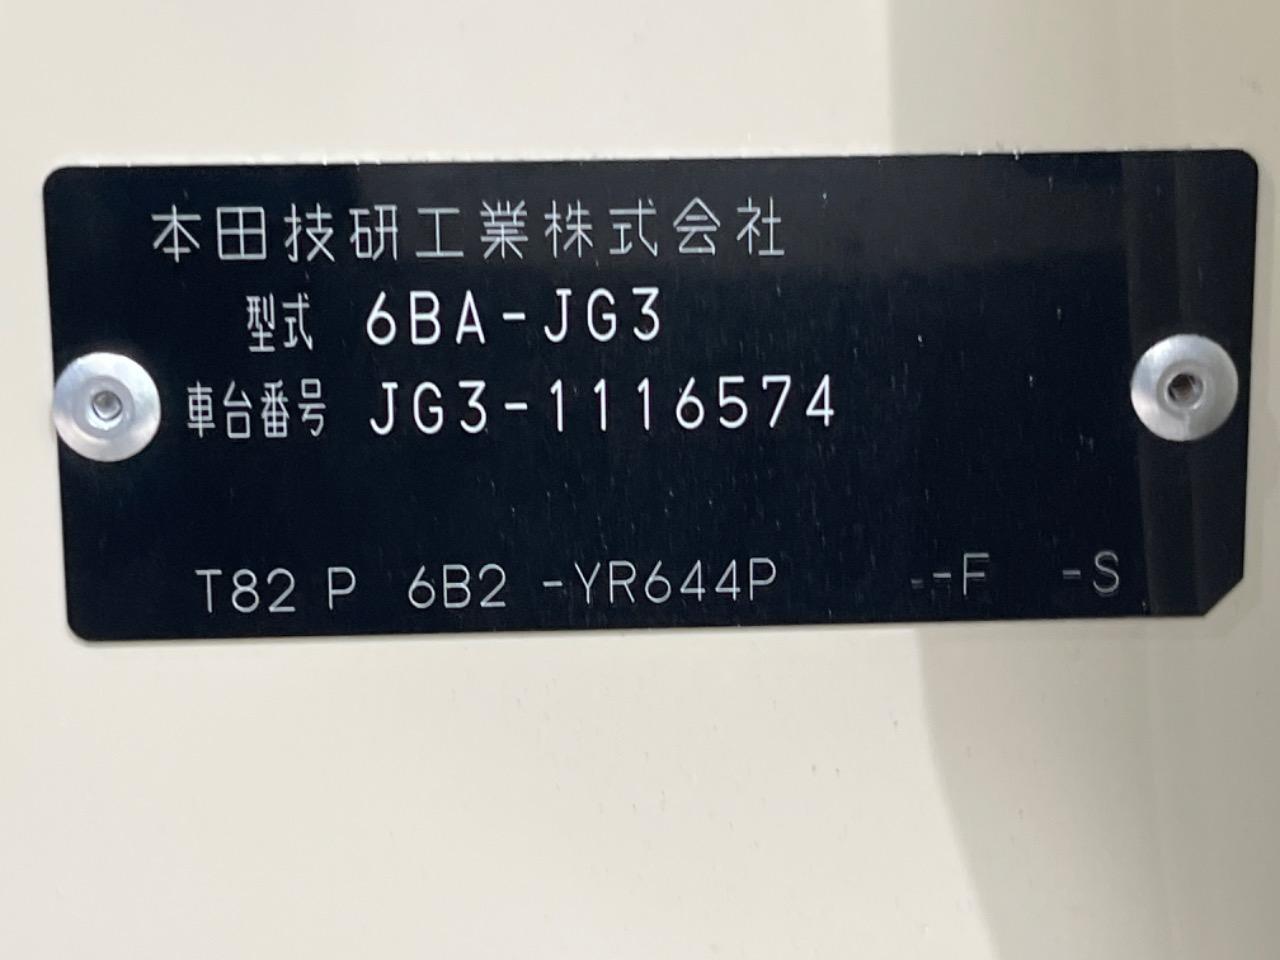 本田技研工業株式会社
型式 6BA-JG3
車台番号 JG3-1116574
T82 P 6B2 -YR644P --F -S